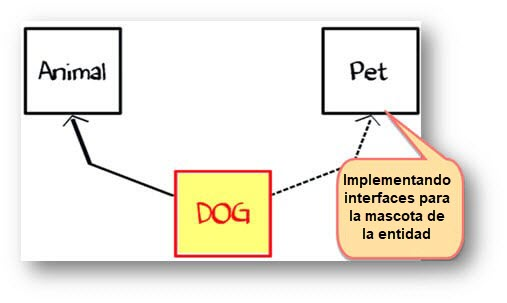 Animal
Pet
DOG
Implementando
interfaces para
la mascota de
la entidad